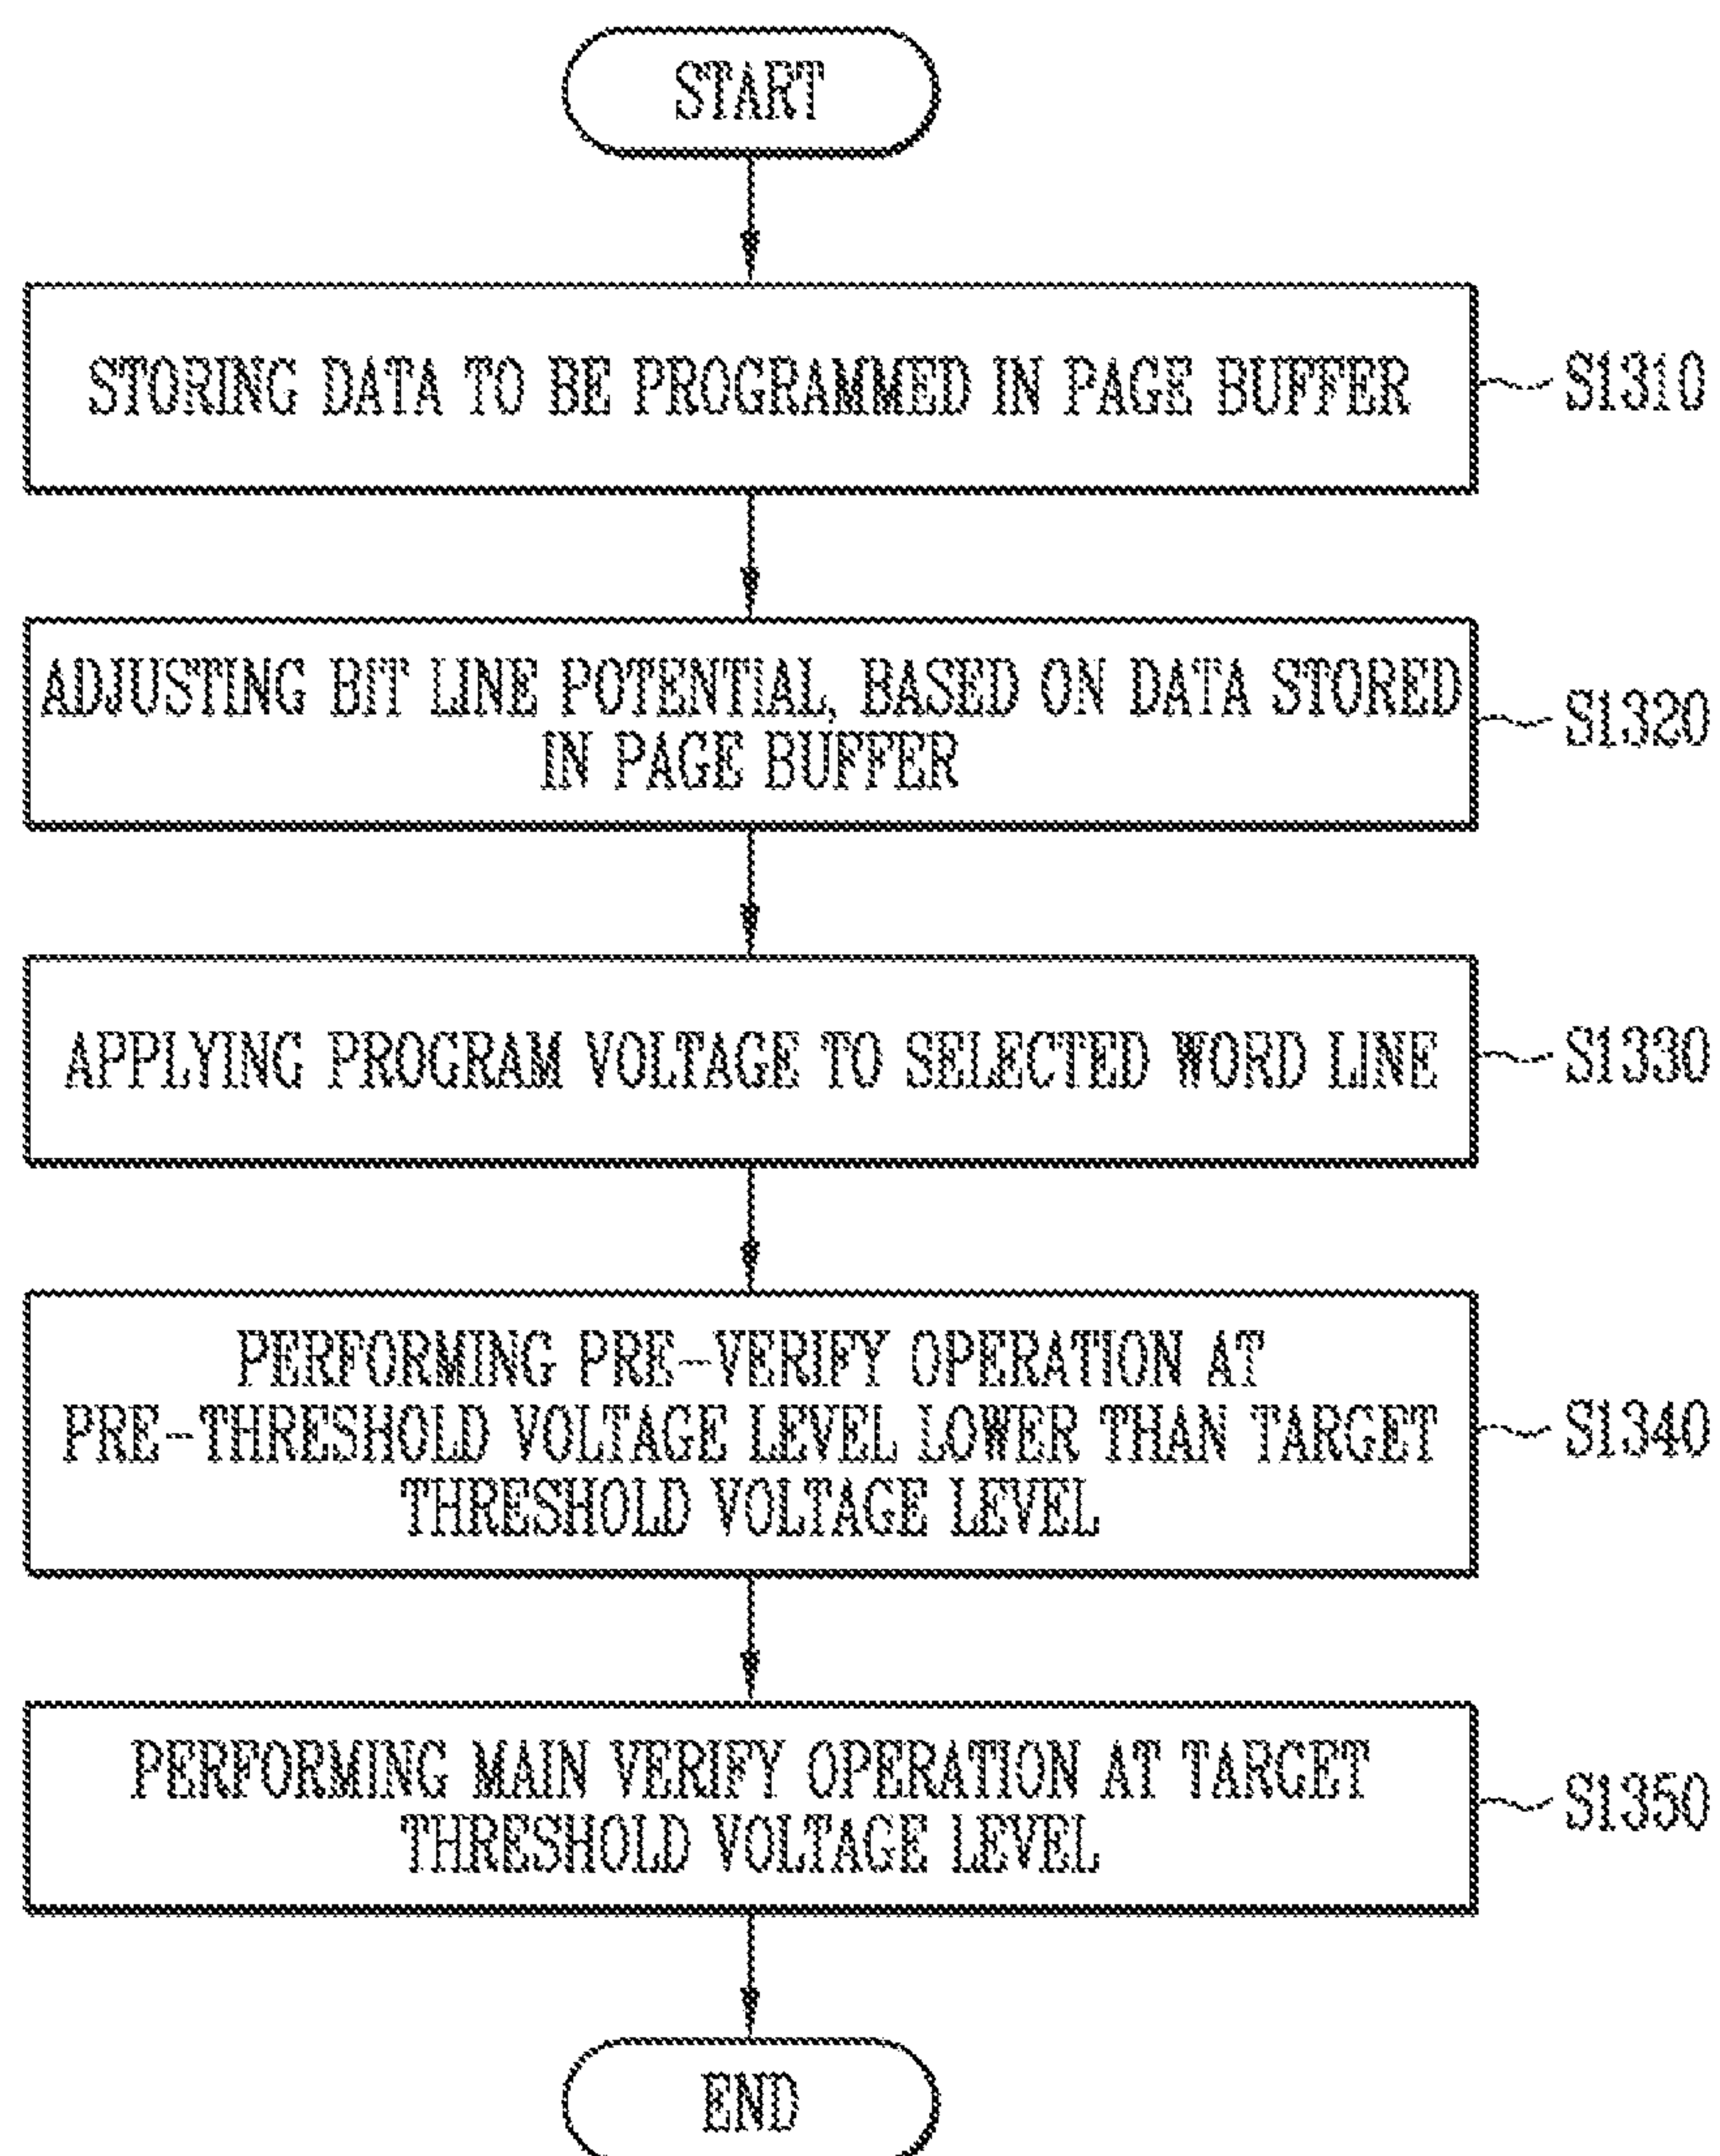 START
STORING DATA TO BE PROGRAMMED IN PAGE BUFFER
S1310
ADJUSTING BIT LINE POTENTIAL, BASED ON DATA STORED
IN PAGE BUFFER
S1320
APPLYING PROGRAM VOLTAGE TO SELECTED WORD LINE
S1330
PERFORMING PRE-VERIFY OPERATION AT
PRE-THRESHOLD VOLTAGE LEVEL LOWER THAN TARGET
THRESHOLD VOLTAGE LEVEL
S1340
PERFORMING MAIN VERIFY OPERATION AT TARGET
THRESHOLD VOLTAGE LEVEL
S1350
END